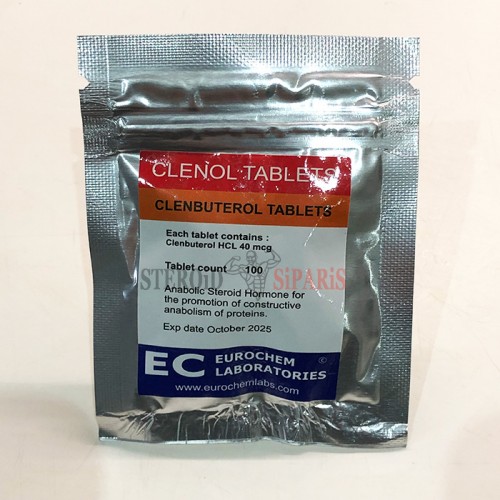 CLENOL TABLETS
CLENBUTEROL TABLETS
Each tablet contains :
Clenbuterol HCL 40 mcg
Tablet count 100
STEROiD SiPARiS
Anabolic Steroid Hormone for
the promotion of constructive
anabolism of proteins.
Exp date October 2025
EC EUROCHEM ®
LABORATORIES
www.eurochemlabs.com